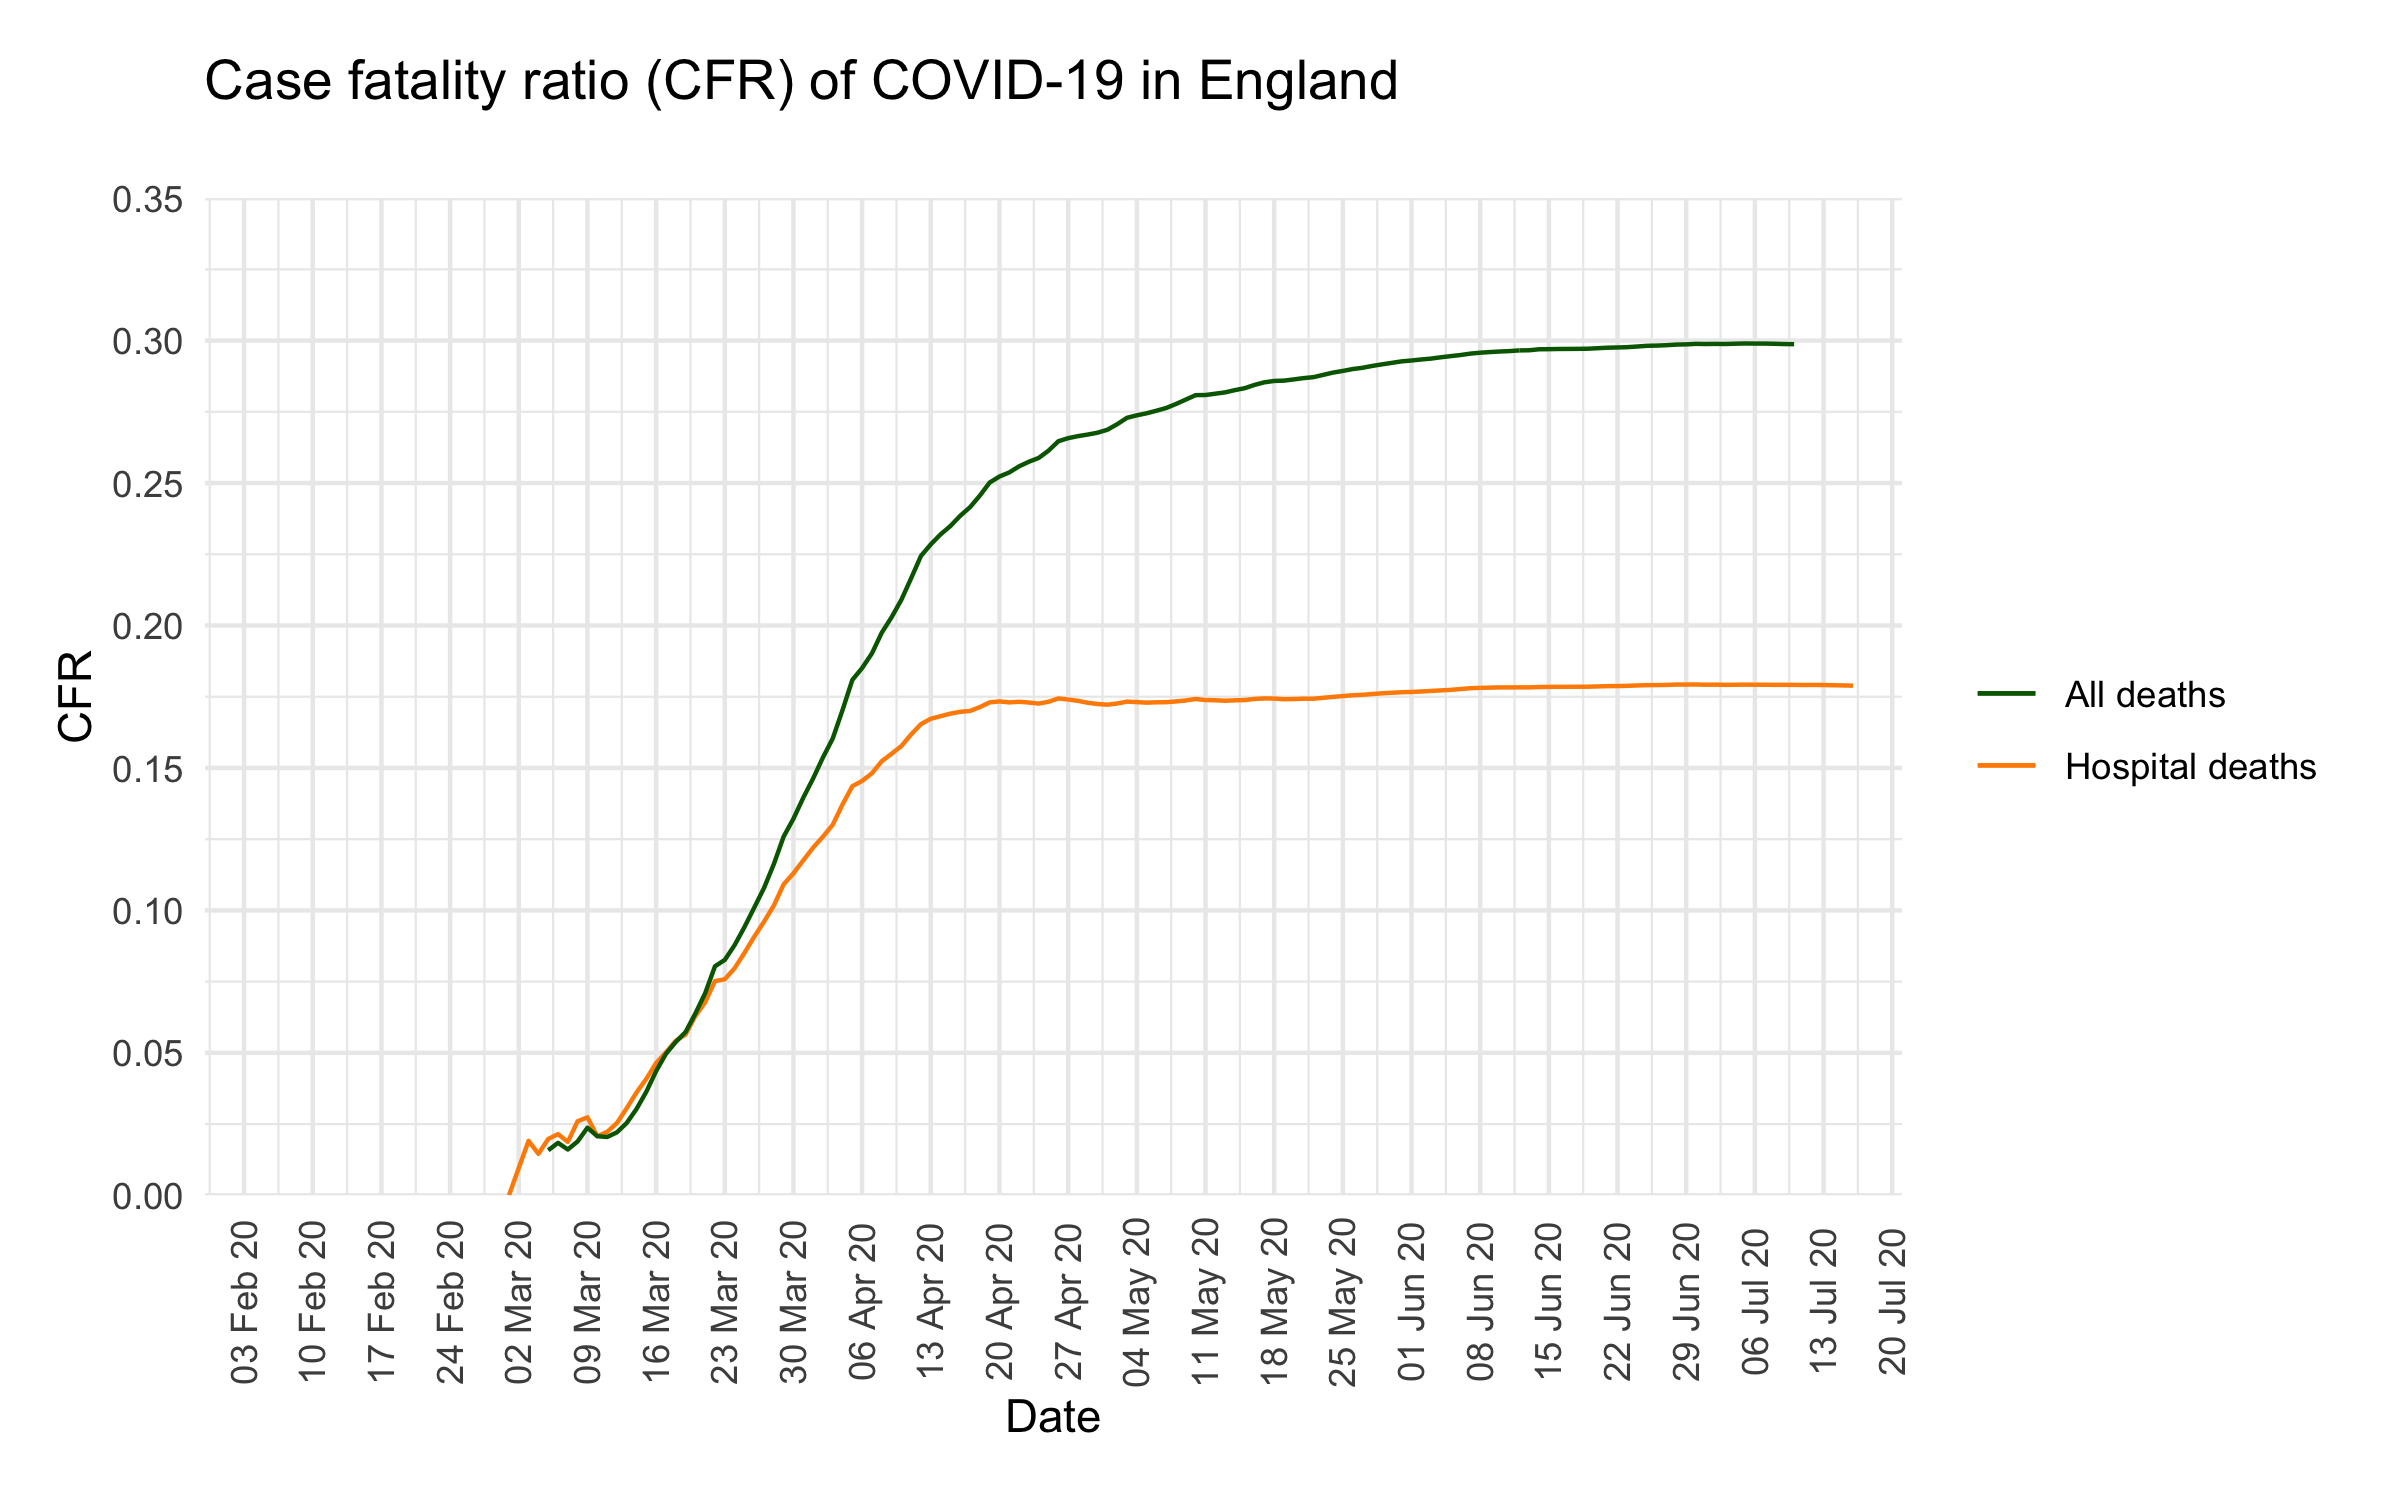 Case fatality ratio (CFR) of COVID-19 in England
0.35
0.30
0.25
0.20
0.15
0.10
0.05
0.00
CFR
03 Feb 20
10 Feb 20
17 Feb 20
24 Feb 20
02 Mar 20
09 Mar 20
16 Mar 20
23 Mar 20
30 Mar 20
06 Apr 20
13 Apr 20
20 Apr 20
27 Apr 20
04 May 20
11 May 20
18 May 20
25 May 20
01 Jun 20
08 Jun 20
15 Jun 20
22 Jun 20
29 Jun 20
06 Jul 20
13 Jul 20
20 Jul 20
Date
All deaths
Hospital deaths